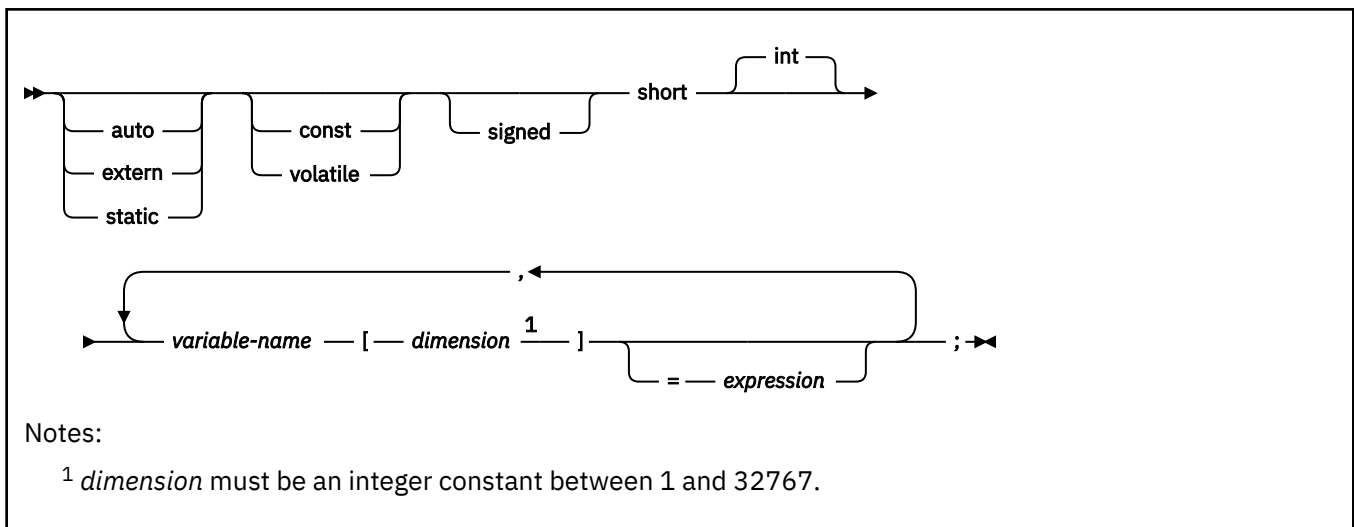 int
short
auto const signed
extern volatile
static
,
variable-name [ dimension 1 ] ;
= expression
Notes:
1 dimension must be an integer constant between 1 and 32767.